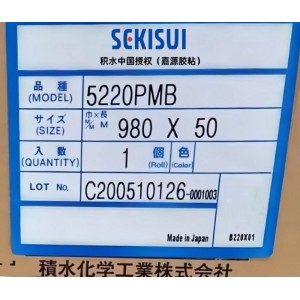 SEKISUI
积水中国授权（嘉源胶粘）
品種 (MODEL) 5220PMB
サイズ (SIZE) 巾×長 M/M M 980 X 50
入数 (QUANTITY) 1 個 (Roll) 色 (Color)
LOT No. C200510126-0001003
Made in Japan B220X01
積水化学工業株式会社